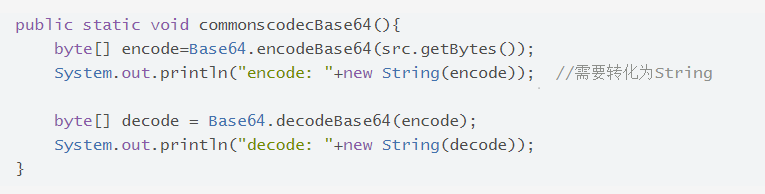 public static void commonscodecBase64(){
    byte[] encode=Base64.encodeBase64(src.getBytes());
    System.out.println("encode: "+new String(encode));  //需要转化为String
    byte[] decode = Base64.decodeBase64(encode);
    System.out.println("decode: "+new String(decode));
}